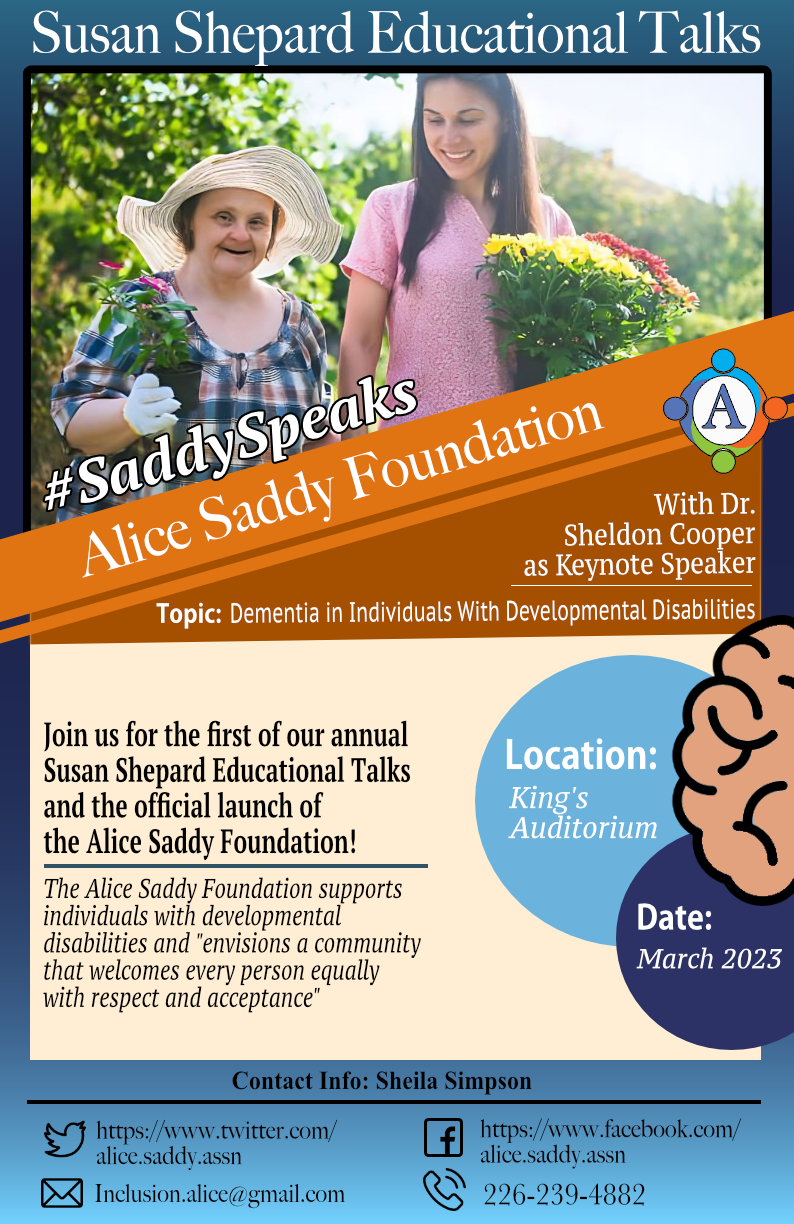 Susan Shepard Educational Talks
#SaddySpeaks
Alice Saddy Foundation
A
With Dr.
Sheldon Cooper
as Keynote Speaker
Topic: Dementia in Individuals With Developmental Disabilities
Join us for the first of our annual
Susan Shepard Educational Talks
and the official launch of
the Alice Saddy Foundation!
The Alice Saddy Foundation supports
individuals with developmental
disabilities and "envisions a community
that welcomes every person equally
with respect and acceptance"
Location:
King's
Auditorium
Date:
March 2023
Contact Info: Sheila Simpson
https://www.twitter.com/
alice.saddy.assn
https://www.facebook.com/
alice.saddy.assn
Inclusion.alice@gmail.com
226-239-4882